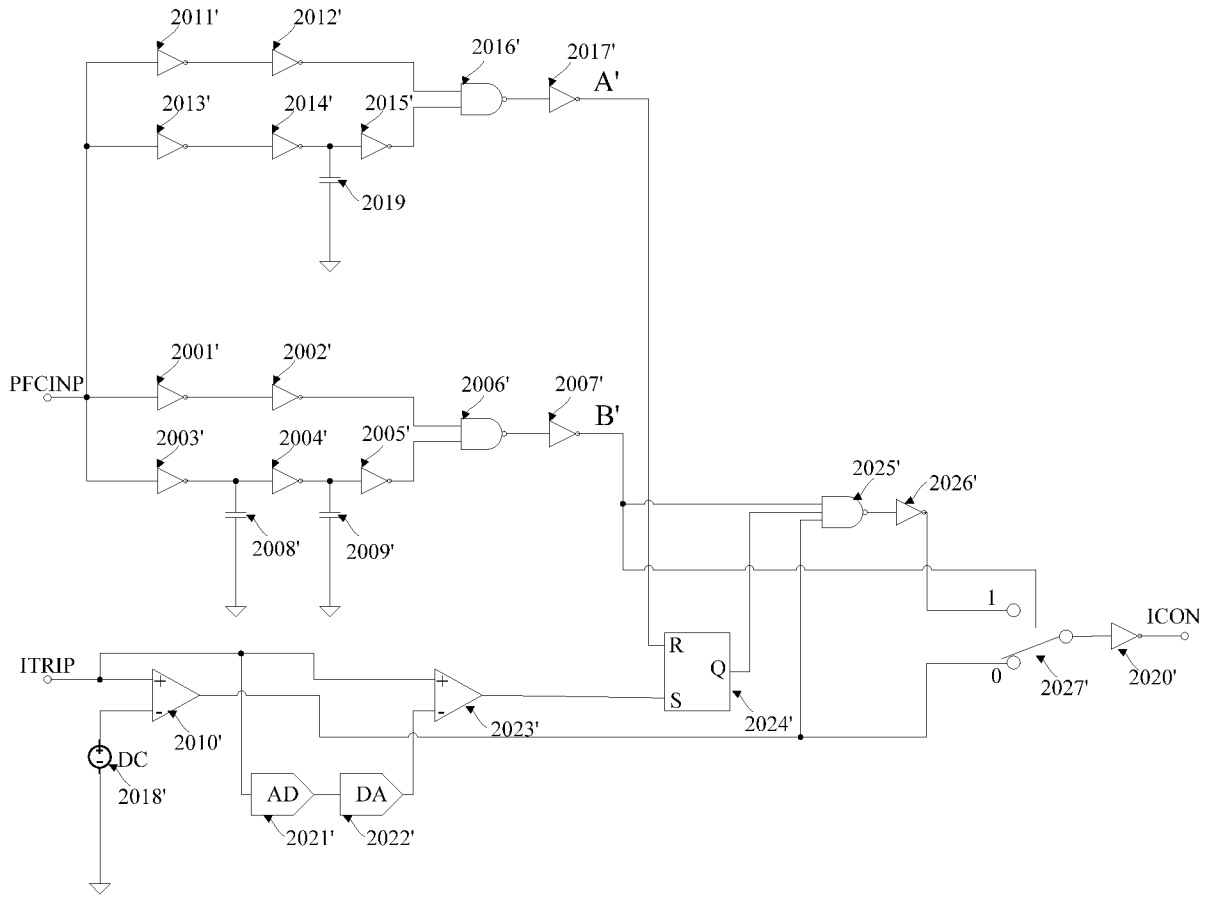 2011' 2012'
2016' 2017'
A'
2013' 2014' 2015'
2019
2001' 2002'
PFCINP
2006' 2007'
B'
2003' 2004' 2005'
2008' 2009'
2025' 2026'
1
ICON
ITRIP
R
Q
S
0
2027' 2020'
+
-
2010'
+
-
2023'
2024'
+
-
DC
2018'
AD DA
2021' 2022'